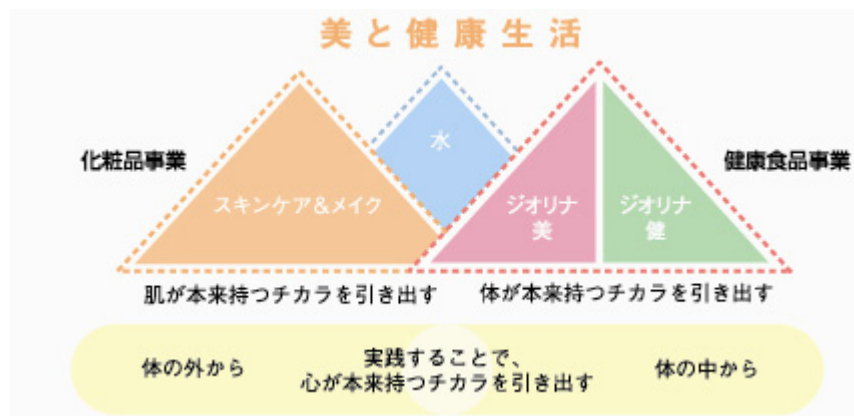 美と健康生活
化粧品事業
水
健康食品事業
スキンケア&メイク
ジオリナ
美
ジオリナ
健
肌が本来持つチカラを引き出す
体が本来持つチカラを引き出す
体の外から
実践することで、
心が本来持つチカラを引き出す
体の中から